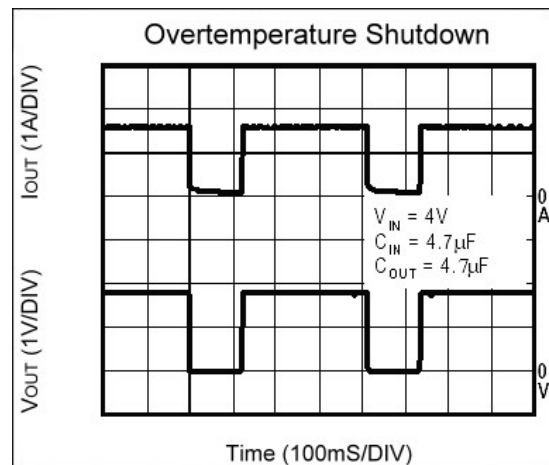 Overtemperature Shutdown
IOUT (1A/DIV)
0
A
VIN = 4V
CIN = 4.7µF
COUT = 4.7µF
VOUT (1V/DIV)
0
V
Time (100mS/DIV)